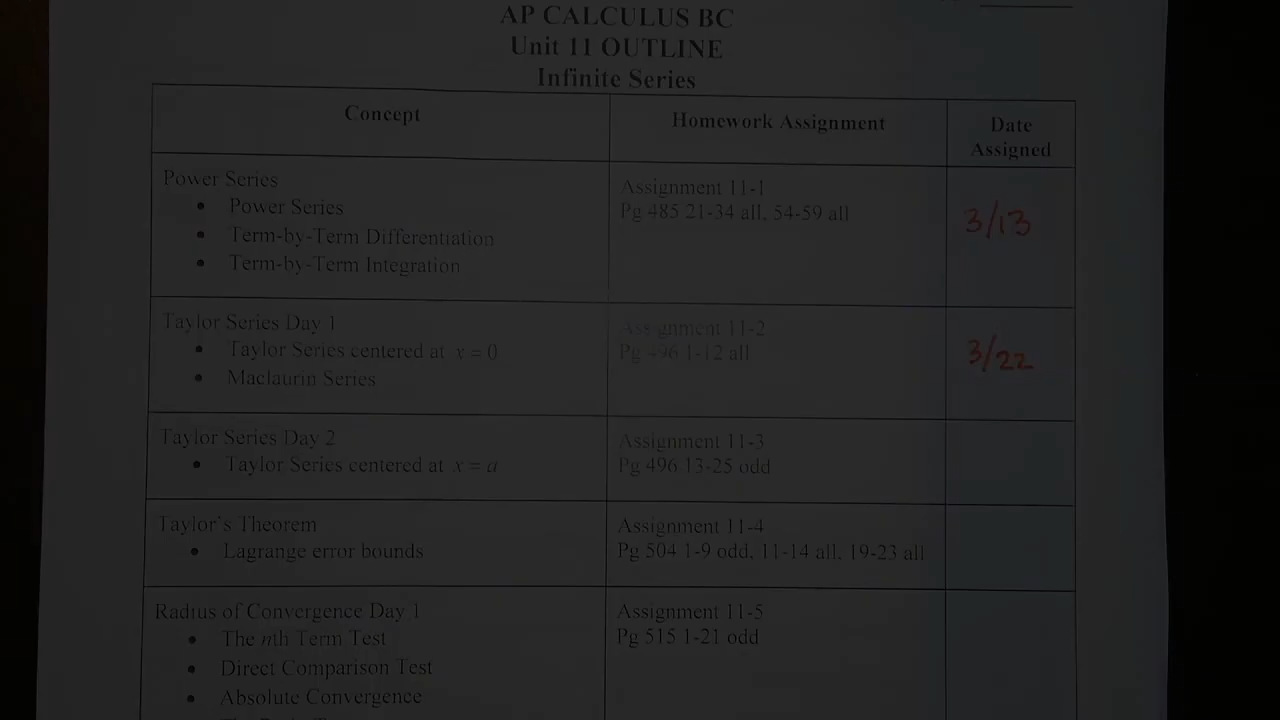 AP CALCULUS BC
Unit 11 OUTLINE
Infinite Series
Concept
Homework Assignment
Date
Assigned
Power Series
• Power Series
• Term-by-Term Differentiation
• Term-by-Term Integration
Assignment 11-1
Pg 485 21-34 all, 54-59 all
3/13
Taylor Series Day 1
• Taylor Series centered at x = 0
• Maclaurin Series
Assignment 11-2
Pg 496 1-12 all
3/22
Taylor Series Day 2
• Taylor Series centered at x = a
Assignment 11-3
Pg 496 13-25 odd
Taylor's Theorem
• Lagrange error bounds
Assignment 11-4
Pg 504 1-9 odd, 11-14 all, 19-23 all
Radius of Convergence Day 1
• The nth Term Test
• Direct Comparison Test
• Absolute Convergence
Assignment 11-5
Pg 515 1-21 odd